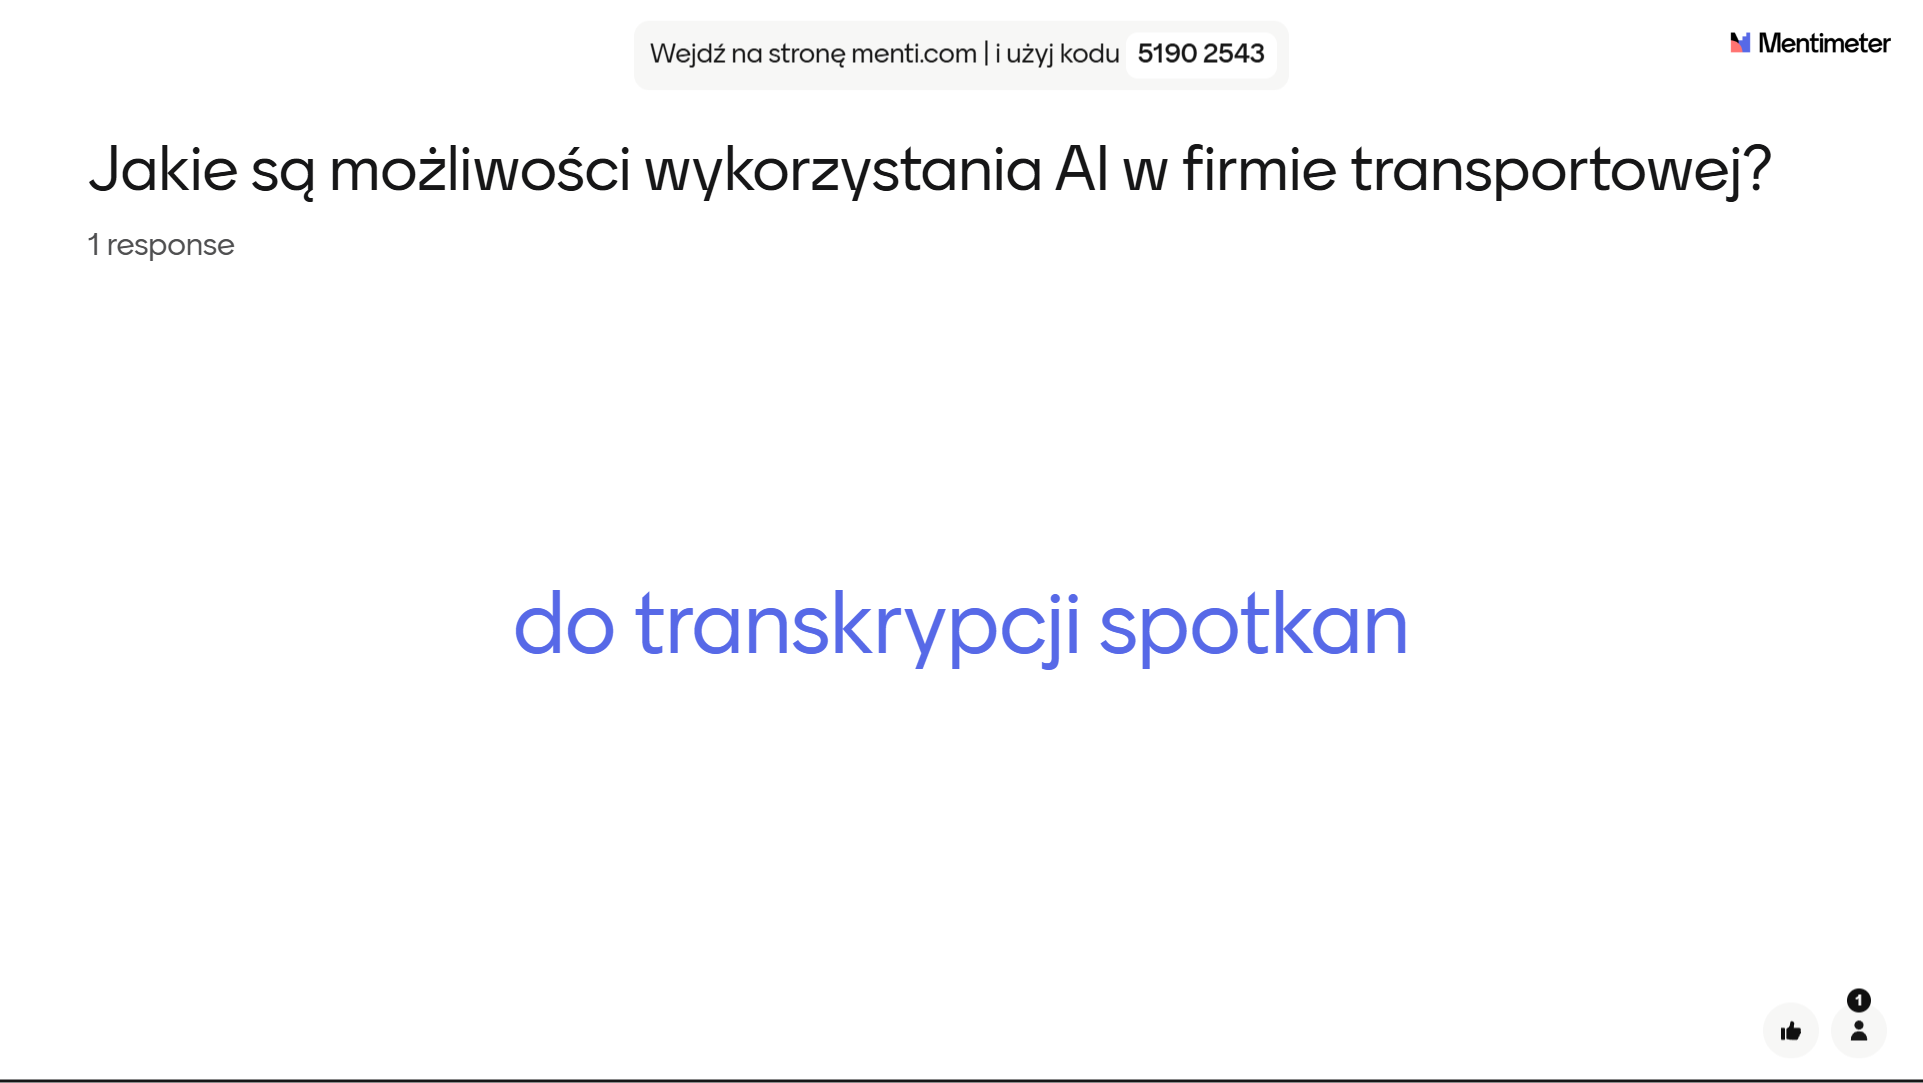 Wejdź na stronę menti.com | i użyj kodu 5190 2543
Mentimeter
Jakie są możliwości wykorzystania AI w firmie transportowej?
1 response
do transkrypcji spotkan
1